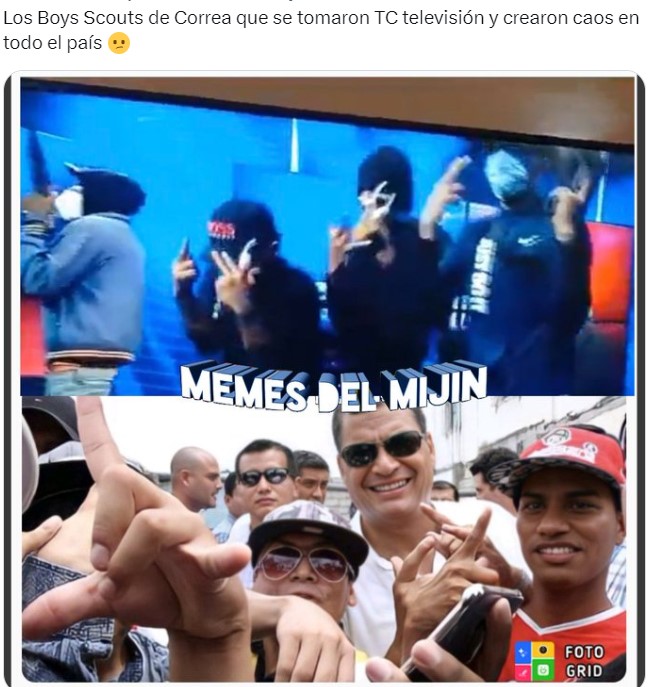 Los Boys Scouts de Correa que se tomaron TC televisión y crearon caos en
todo el país 😕
MEMES DEL MIJIN
FOTO
GRID